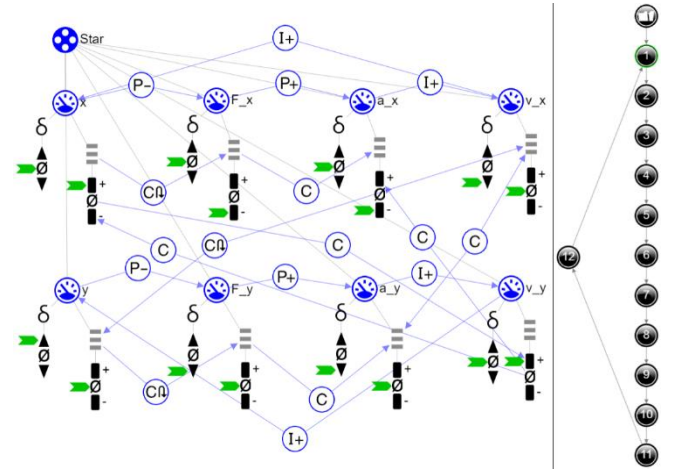 Star
I+
1
P−
P+
I+
x
F_x
a_x
v_x
2
δ
δ
δ
δ
3
Ø
Ø
Ø
Ø
4
+
Ø
-
+
Ø
-
+
Ø
-
+
Ø
-
C
5
C
C
C
C
6
12
P−
P+
I+
7
y
F_y
a_y
v_y
δ
δ
δ
δ
8
Ø
Ø
Ø
Ø
9
+
Ø
-
+
Ø
-
+
Ø
-
+
Ø
-
C
10
I+
11